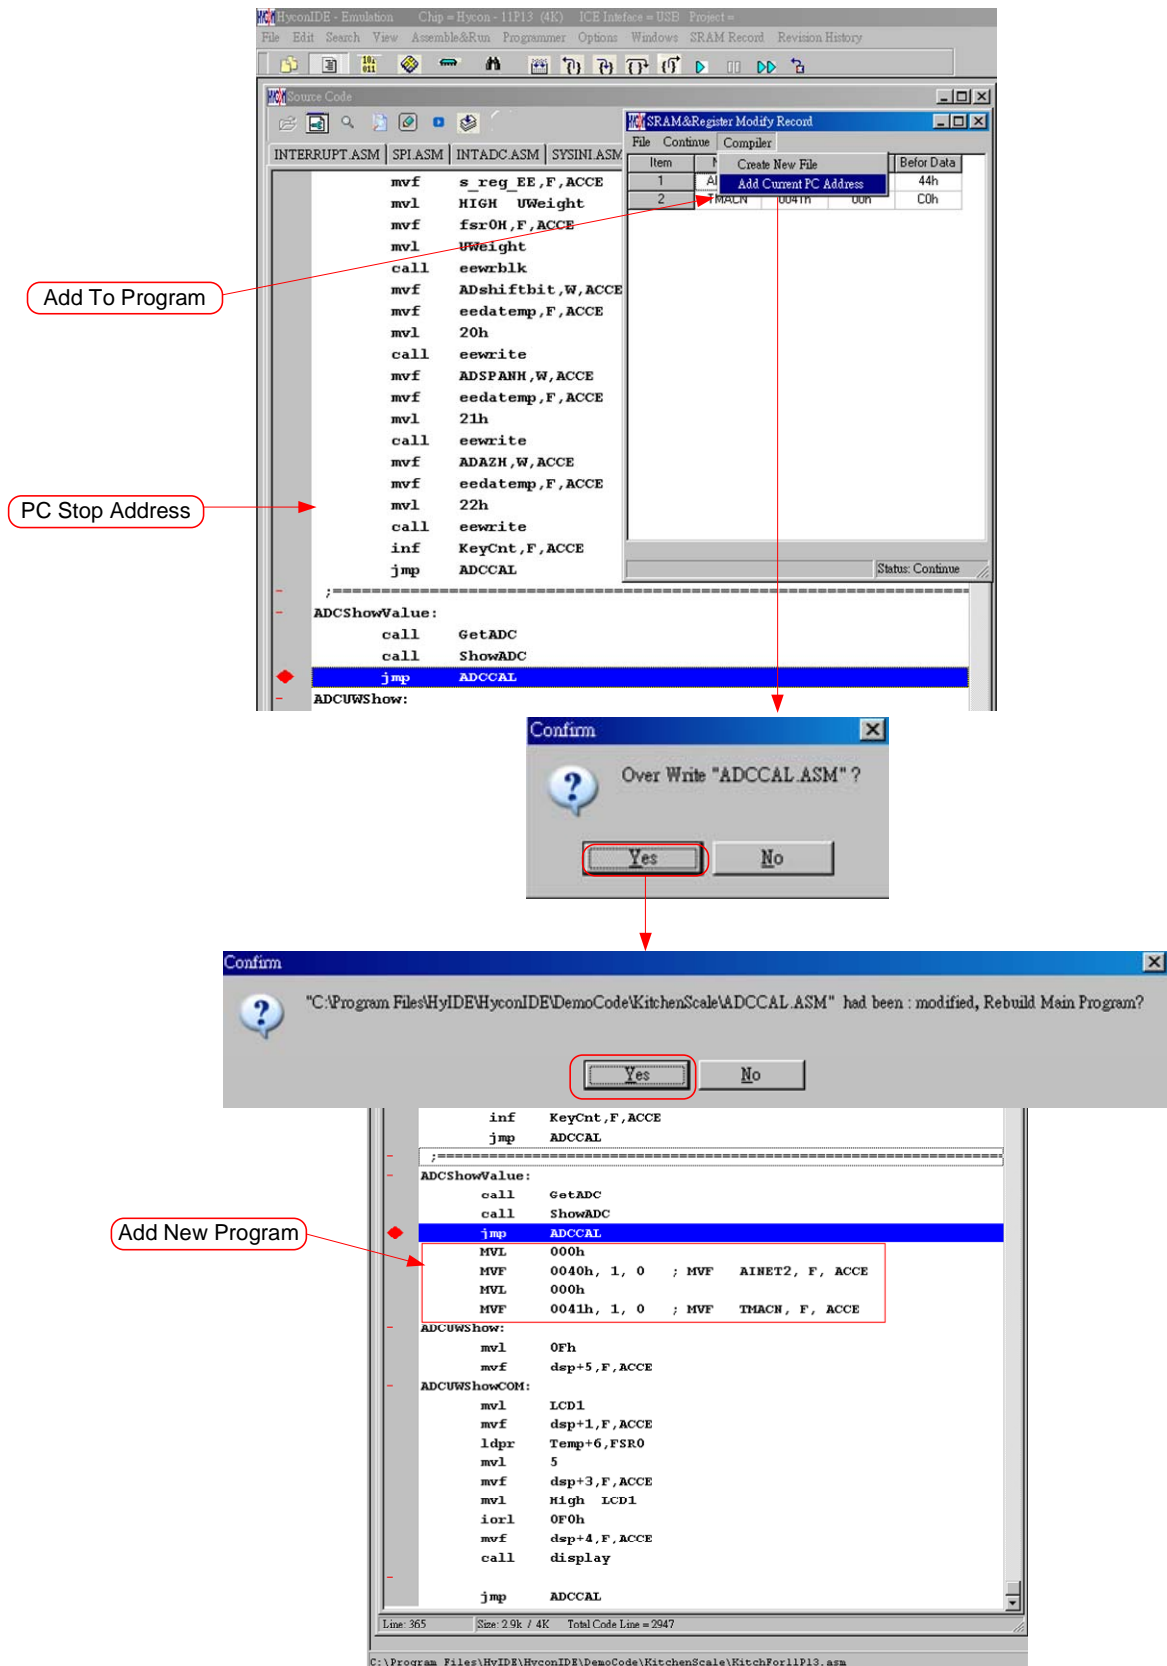 HyconIDE - Emulation Chip = Hycon - 11P13 (4K) ICE Inteface = USB Project =
File Edit Search View Assemble&Run Programmer Options Windows SRAM Record Revision History
Source Code
INTERRUPT.ASM SPI.ASM INTADC.ASM SYSINI.ASM
SRAM&Register Modify Record
File Continue Compiler
Item Befor Data
Create New File
Add Current PC Address
1 44h
2 TMACN 0041h 00h C0h
mvf s_reg_EE,F,ACCE
mvl HIGH UWeight
mvf fsr0H,F,ACCE
mvl UWeight
call eewrblk
mvf ADshiftbit,W,ACCE
mvf eedatemp,F,ACCE
mvl 20h
call eewrite
mvf ADSPANH,W,ACCE
mvf eedatemp,F,ACCE
mvl 21h
call eewrite
mvf ADAZH,W,ACCE
mvf eedatemp,F,ACCE
mvl 22h
call eewrite
inf KeyCnt,F,ACCE
jmp ADCCAL
Status: Continue
Add To Program
PC Stop Address
ADCShowValue:
call GetADC
call ShowADC
jmp ADCCAL
ADCUWShow:
Confirm
Over Write "ADCCAL.ASM" ?
Yes No
Confirm
"C:\Program Files\HyIDE\HyconIDE\DemoCode\KitchenScale\ADCCAL.ASM" had been : modified, Rebuild Main Program?
Yes No
inf KeyCnt,F,ACCE
jmp ADCCAL
ADCShowValue:
call GetADC
call ShowADC
Add New Program
jmp ADCCAL
MVL 000h
MVF 0040h, 1, 0 ; MVF AINET2, F, ACCE
MVL 000h
MVF 0041h, 1, 0 ; MVF TMACN, F, ACCE
ADCUWShow:
mvl 0Fh
mvf dsp+5,F,ACCE
ADCUWShowCOM:
mvl LCD1
mvf dsp+1,F,ACCE
ldpr Temp+6,FSR0
mvl 5
mvf dsp+3,F,ACCE
mvl High LCD1
iorl 0F0h
mvf dsp+4,F,ACCE
call display
jmp ADCCAL
Line: 365 Size: 2.9k / 4K Total Code Line = 2947
C:\Program Files\HyIDE\HyconIDE\DemoCode\KitchenScale\KitchFor11P13.asm